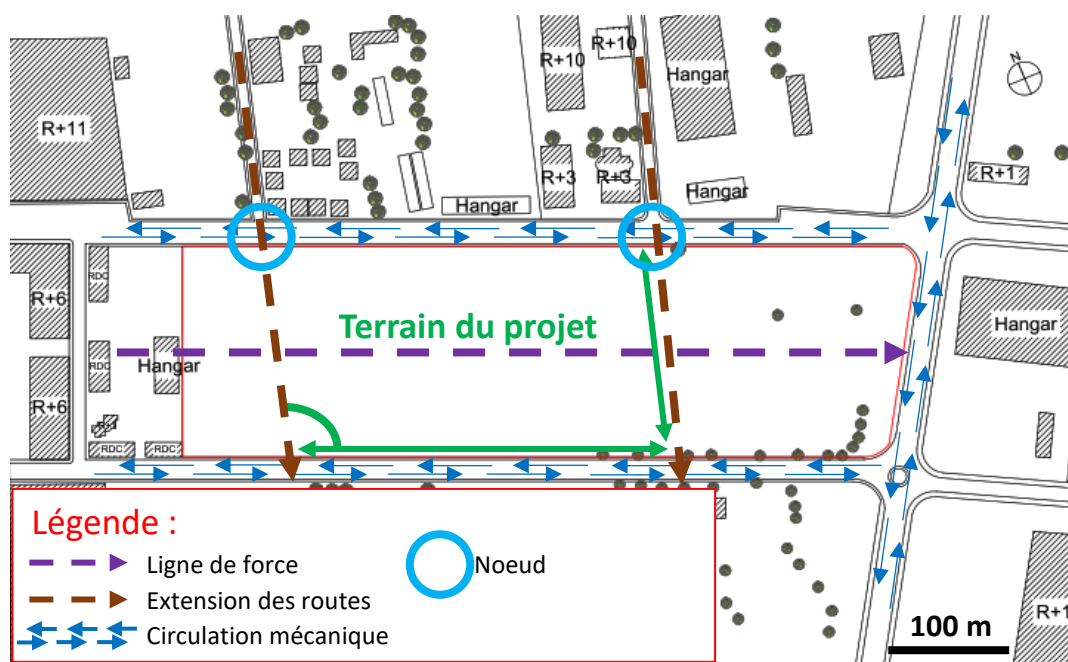 R+10
R+10
Hangar
N
R+11
R+1
R+3
R+3
Hangar
Hangar
RDC
R+6
Terrain du projet
Hangar
RDC
Hangar
R+6
RDC
RDC
Légende :
Ligne de force
Noeud
Extension des routes
Circulation mécanique
100 m
R+1